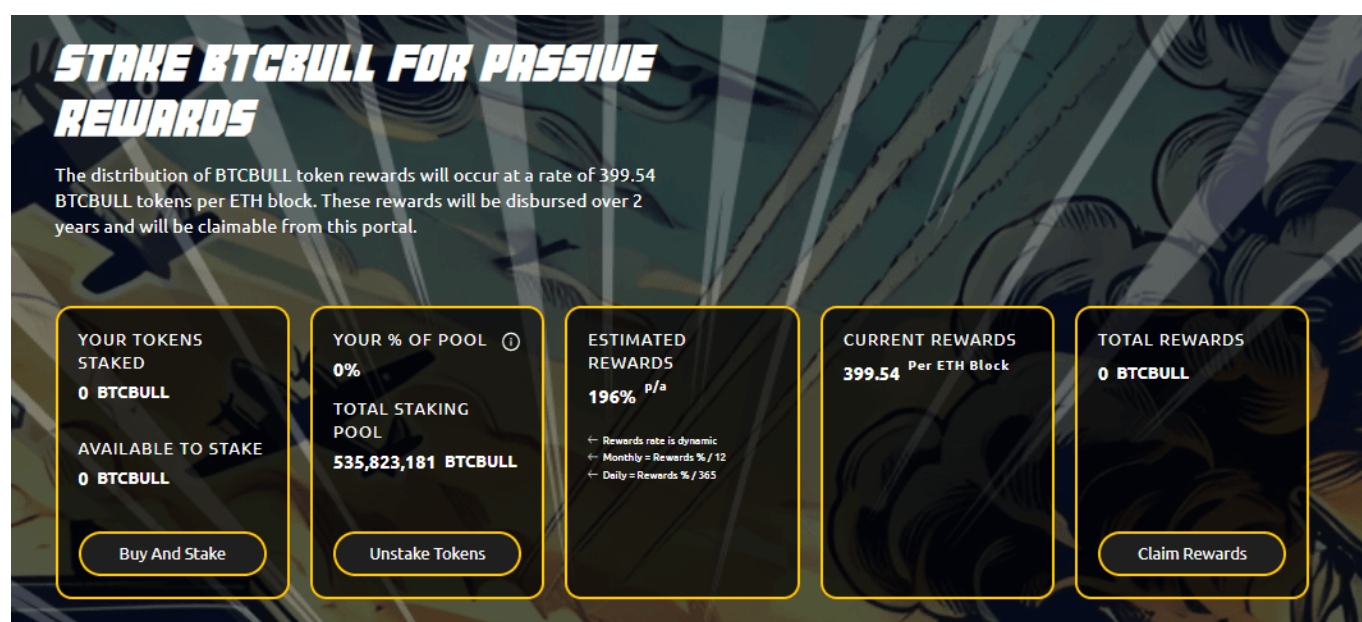 STAKE BTCBULL FOR PASSIVE
REWARDS
The distribution of BTCBULL token rewards will occur at a rate of 399.54
BTCBULL tokens per ETH block. These rewards will be disbursed over 2
years and will be claimable from this portal.
YOUR TOKENS
STAKED
0 BTCBULL
AVAILABLE TO STAKE
0 BTCBULL
Buy And Stake
YOUR % OF POOL
0%
TOTAL STAKING
POOL
535,823,181 BTCBULL
Unstake Tokens
ESTIMATED
REWARDS
196% p/a
← Rewards rate is dynamic
← Monthly = Rewards % / 12
← Daily = Rewards % / 365
CURRENT REWARDS
399.54 Per ETH Block
TOTAL REWARDS
0 BTCBULL
Claim Rewards